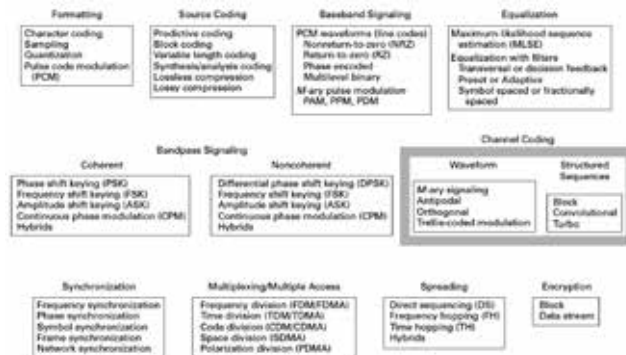 Formatting
Character coding
Sampling
Quantization
Pulse code modulation
(PCM)
Source Coding
Predictive coding
Block coding
Variable length coding
Synthesis/analysis coding
Lossless compression
Lossy compression
Baseband Signaling
PCM waveforms (line codes)
Nonreturn-to-zero (NRZ)
Return-to-zero (RZ)
Phase encoded
Multilevel binary
M-ary pulse modulation
PAM, PPM, PDM
Equalization
Maximum-likelihood sequence
estimation (MLSE)
Equalization with filters
Transversal or decision feedback
Preset or Adaptive
Symbol spaced or fractionally
spaced
Bandpass Signaling
Coherent
Phase shift keying (PSK)
Frequency shift keying (FSK)
Amplitude shift keying (ASK)
Continuous phase modulation (CPM)
Hybrids
Noncoherent
Differential phase shift keying (DPSK)
Frequency shift keying (FSK)
Amplitude shift keying (ASK)
Continuous phase modulation (CPM)
Hybrids
Channel Coding
Waveform
M-ary signaling
Antipodal
Orthogonal
Trellis-coded modulation
Structured
Sequences
Block
Convolutional
Turbo
Synchronization
Frequency synchronization
Phase synchronization
Symbol synchronization
Frame synchronization
Network synchronization
Multiplexing/Multiple Access
Frequency division (FDM/FDMA)
Time division (TDM/TDMA)
Code division (CDM/CDMA)
Space division (SDMA)
Polarization division (PDMA)
Spreading
Direct sequencing (DS)
Frequency hopping (FH)
Time hopping (TH)
Hybrids
Encryption
Block
Data stream